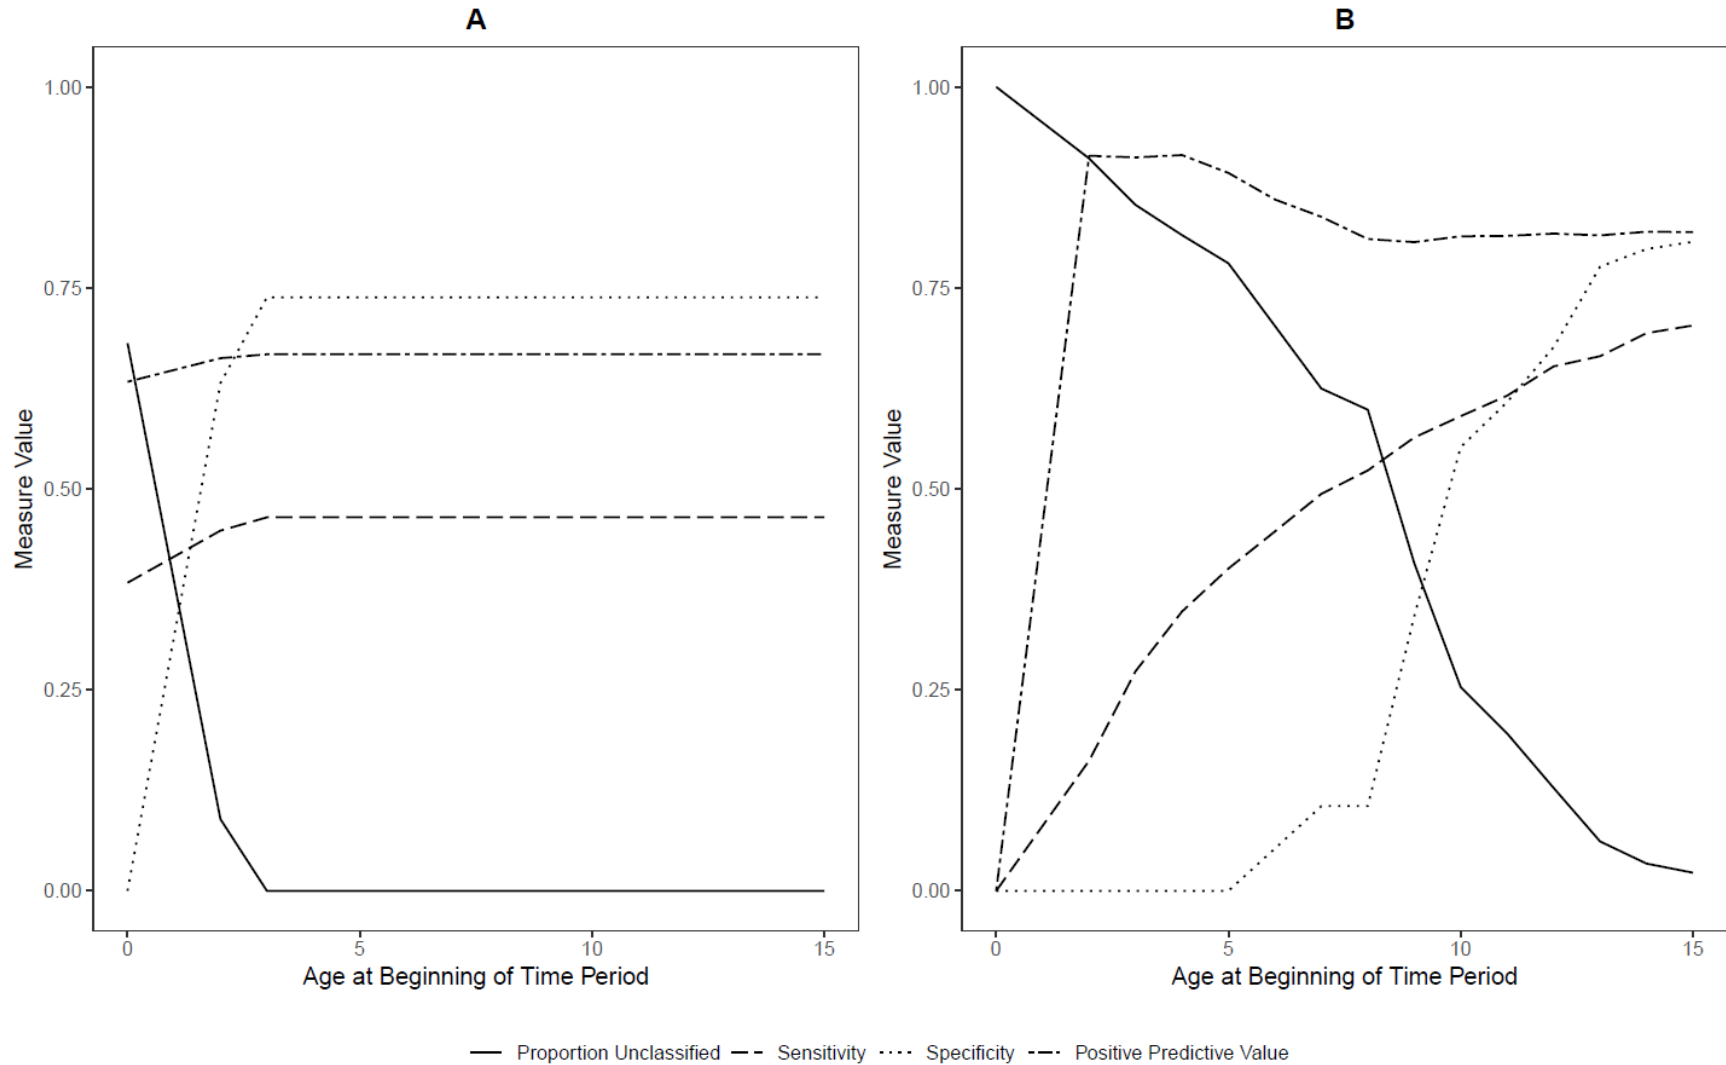 A
B
1.00
0.75
0.50
0.25
0.00
Measure Value
0 5 10 15
Age at Beginning of Time Period
1.00
0.75
0.50
0.25
0.00
Measure Value
0 5 10 15
Age at Beginning of Time Period
Proportion Unclassified Sensitivity Specificity Positive Predictive Value